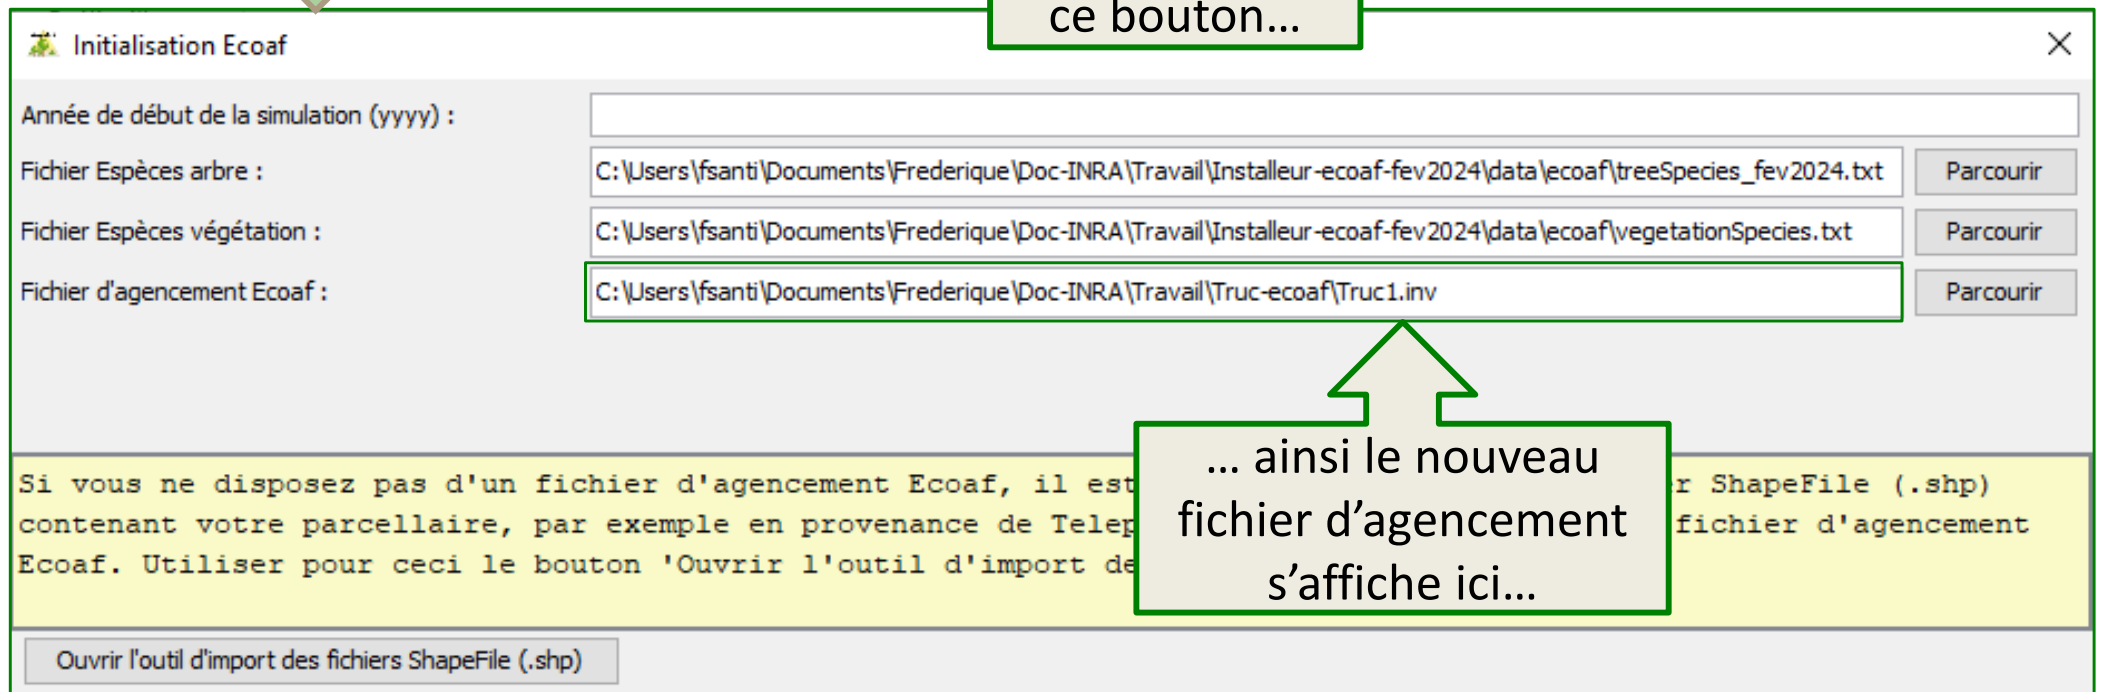 ce bouton…
Initialisation Ecoaf
Année de début de la simulation (yyyy) :
Fichier Espèces arbre :
C:\Users\fsanti\Documents\Frederique\Doc-INRA\Travail\Installeur-ecoaf-fev2024\data\ecoaf\treeSpecies_fev2024.txt
Parcourir
Fichier Espèces végétation :
C:\Users\fsanti\Documents\Frederique\Doc-INRA\Travail\Installeur-ecoaf-fev2024\data\ecoaf\vegetationSpecies.txt
Parcourir
Fichier d'agencement Ecoaf :
C:\Users\fsanti\Documents\Frederique\Doc-INRA\Travail\Truc-ecoaf\Truc1.inv
Parcourir
… ainsi le nouveau
fichier d’agencement
s’affiche ici…
Si vous ne disposez pas d'un fichier d'agencement Ecoaf, il est ShapeFile (.shp)
contenant votre parcellaire, par exemple en provenance de fichier d'agencement
Ecoaf. Utiliser pour ceci le bouton 'Ouvrir l'outil d'import
Ouvrir l'outil d'import des fichiers ShapeFile (.shp)